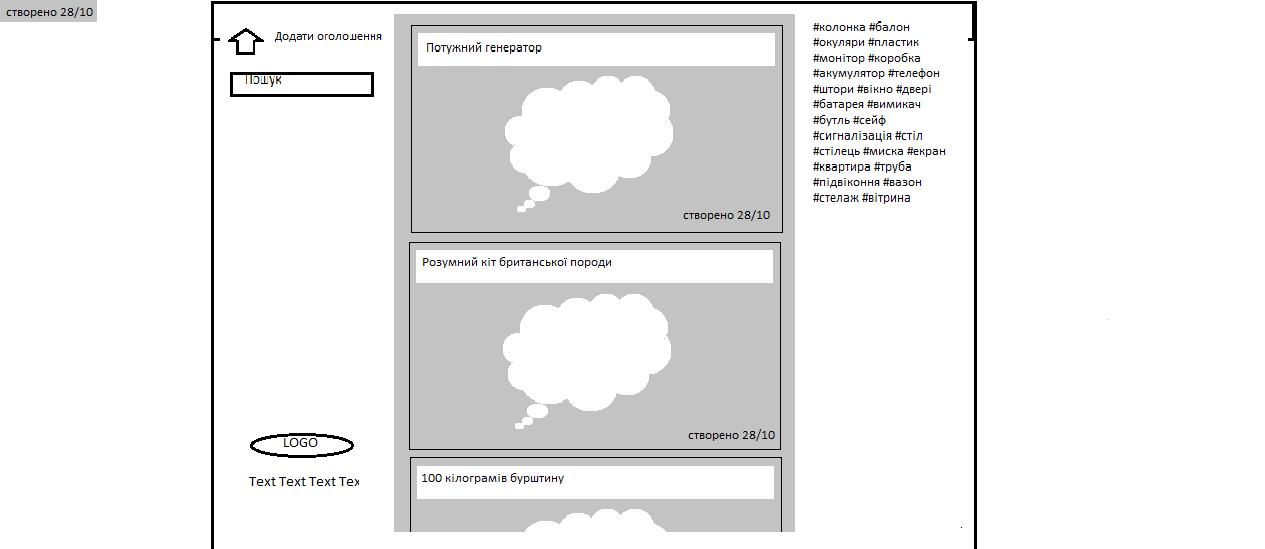 створено 28/10
Додати оголошення
Пошук
LOGO
Text Text Text Tex
Потужний генератор
створено 28/10
Розумний кіт британської породи
створено 28/10
100 кілограмів бурштину
#колонка #балон
#окуляри #пластик
#монітор #коробка
#акумулятор #телефон
#штори #вікно #двері
#батарея #вимикач
#бутль #сейф
#сигналізація #стіл
#стілець #миска #екран
#квартира #труба
#підвіконня #вазон
#стелаж #вітрина